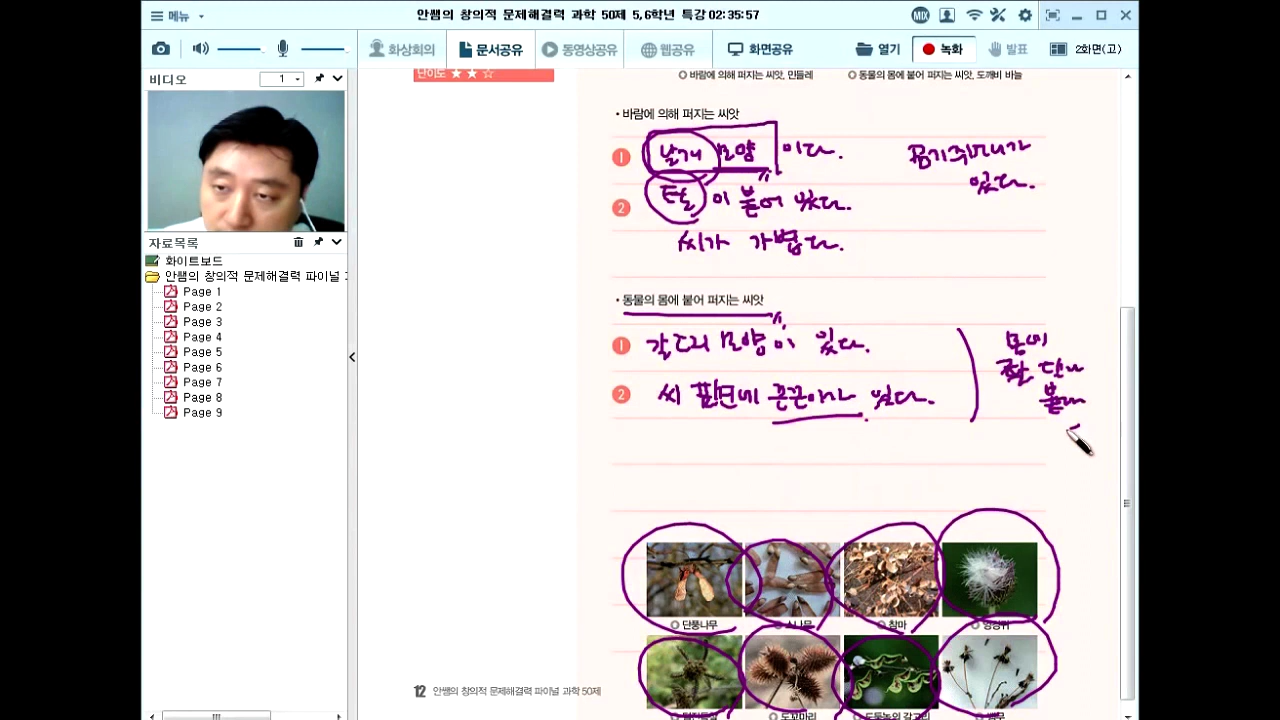 메뉴
안쌤의 창의적 문제해결력 과학 50제 5,6학년 특강 02:35:57
MIX
화상회의
문서공유
동영상공유
웹공유
화면공유
열기
녹화
발표
2화면(고)
비디오
1
자료목록
화이트보드
안쌤의 창의적 문제해결력 파이널
Page 1
Page 2
Page 3
Page 4
Page 5
Page 6
Page 7
Page 8
Page 9
난이도 ★ ★ ☆
바람에 의해 퍼지는 씨앗, 민들레
동물의 몸에 붙어 퍼지는 씨앗, 도깨비 바늘
• 바람에 의해 퍼지는 씨앗
1 날개 모양 이다.
공기주머니가
있다.
2 털 이 붙어 있다.
씨가 가볍다.
• 동물의 몸에 붙어 퍼지는 씨앗
1 갈고리 모양이 있다.
2 씨 표면에 끈끈이가 있다.
몸에
잘 달라
붙는
단풍나무
소나무
참마
엉겅퀴
도꼬마리
도둑놈의 갈고리
12 안쌤의 창의적 문제해결력 파이널 과학 50제